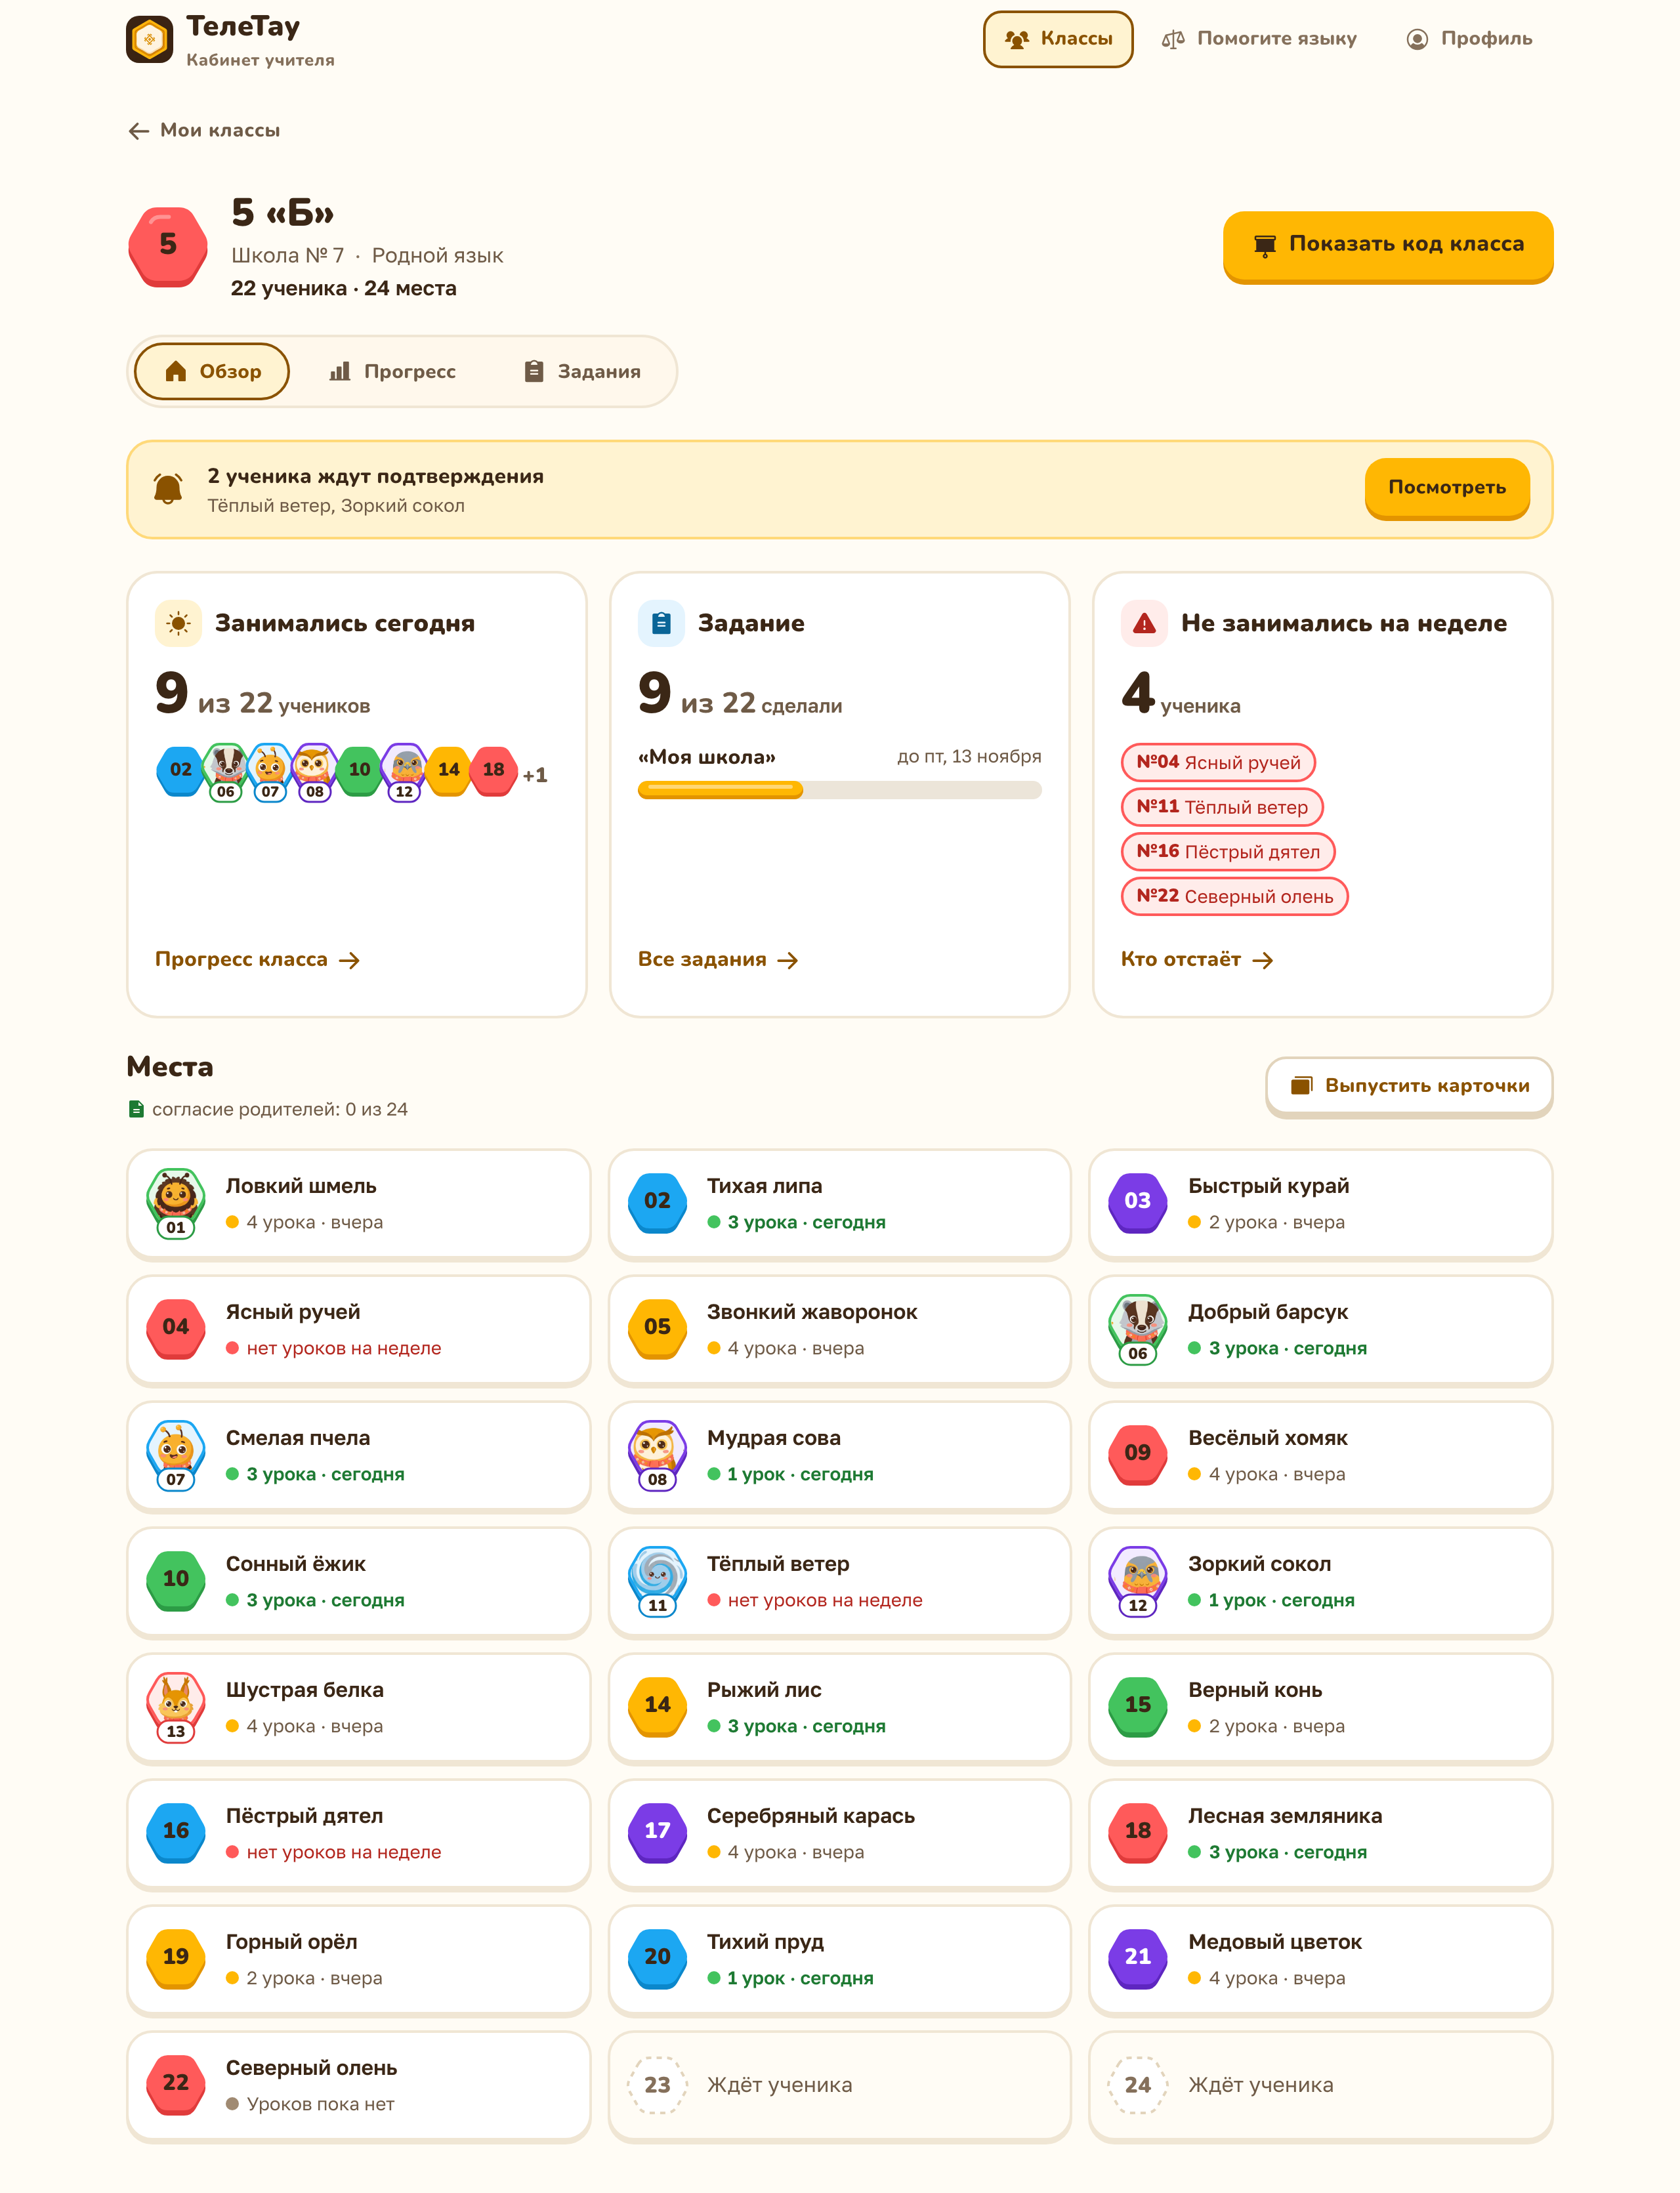 ТелеТау
Кабинет учителя
Классы
Помогите языку
Профиль
Мои классы
5
5 «Б»
Школа № 7 · Родной язык
22 ученика · 24 места
Показать код класса
Обзор
Прогресс
Задания
2 ученика ждут подтверждения
Тёплый ветер, Зоркий сокол
Посмотреть
Занимались сегодня
9 из 22 учеников
02 06 07 08 10 12 14 18 +1
Прогресс класса
Задание
9 из 22 сделали
«Моя школа» до пт, 13 ноября
Все задания
Не занимались на неделе
4 ученика
№04 Ясный ручей
№11 Тёплый ветер
№16 Пёстрый дятел
№22 Северный олень
Кто отстаёт
Места
согласие родителей: 0 из 24
Выпустить карточки
01
Ловкий шмель
4 урока · вчера
02
Тихая липа
3 урока · сегодня
03
Быстрый курай
2 урока · вчера
04
Ясный ручей
нет уроков на неделе
05
Звонкий жаворонок
4 урока · вчера
06
Добрый барсук
3 урока · сегодня
07
Смелая пчела
3 урока · сегодня
08
Мудрая сова
1 урок · сегодня
09
Весёлый хомяк
4 урока · вчера
10
Сонный ёжик
3 урока · сегодня
11
Тёплый ветер
нет уроков на неделе
12
Зоркий сокол
1 урок · сегодня
13
Шустрая белка
4 урока · вчера
14
Рыжий лис
3 урока · сегодня
15
Верный конь
2 урока · вчера
16
Пёстрый дятел
нет уроков на неделе
17
Серебряный карась
4 урока · вчера
18
Лесная земляника
3 урока · сегодня
19
Горный орёл
2 урока · вчера
20
Тихий пруд
1 урок · сегодня
21
Медовый цветок
4 урока · вчера
22
Северный олень
Уроков пока нет
23
Ждёт ученика
24
Ждёт ученика